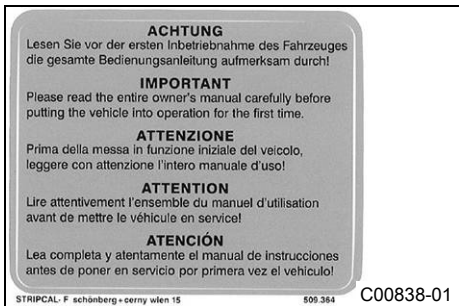 ACHTUNG
Lesen Sie vor der ersten Inbetriebnahme des Fahrzeuges
die gesamte Bedienungsanleitung aufmerksam durch!
IMPORTANT
Please read the entire owner's manual carefully before
putting the vehicle into operation for the first time.
ATTENZIONE
Prima della messa in funzione iniziale del veicolo,
leggere con attenzione l'intero manuale d'uso!
ATTENTION
Lire attentivement l'ensemble du manuel d'utilisation
avant de mettre le véhicule en service!
ATENCIÓN
Lea completa y atentamente el manual de instrucciones
antes de poner en servicio por primera vez el vehiculo!
STRIPCAL-F schönberg+cerny wien 15 509.364
C00838-01